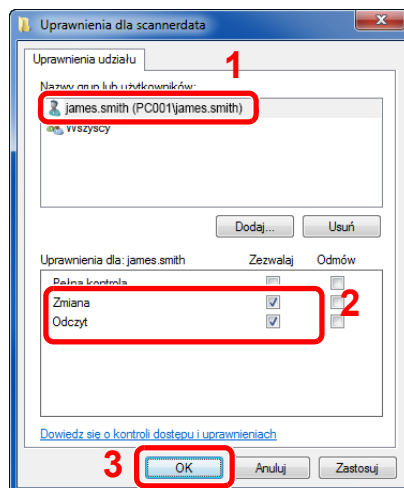 Uprawnienia dla scannerdata
Uprawnienia udziału
1
Nazwy grup lub użytkowników:
james.smith (PC001\james.smith)
Wszyscy
Dodaj... Usuń
Uprawnienia dla: james.smith Zezwalaj Odmów
Pełna kontrola
Zmiana
2
Odczyt
Dowiedz się o kontroli dostępu i uprawnieniach
3
OK Anuluj Zastosuj